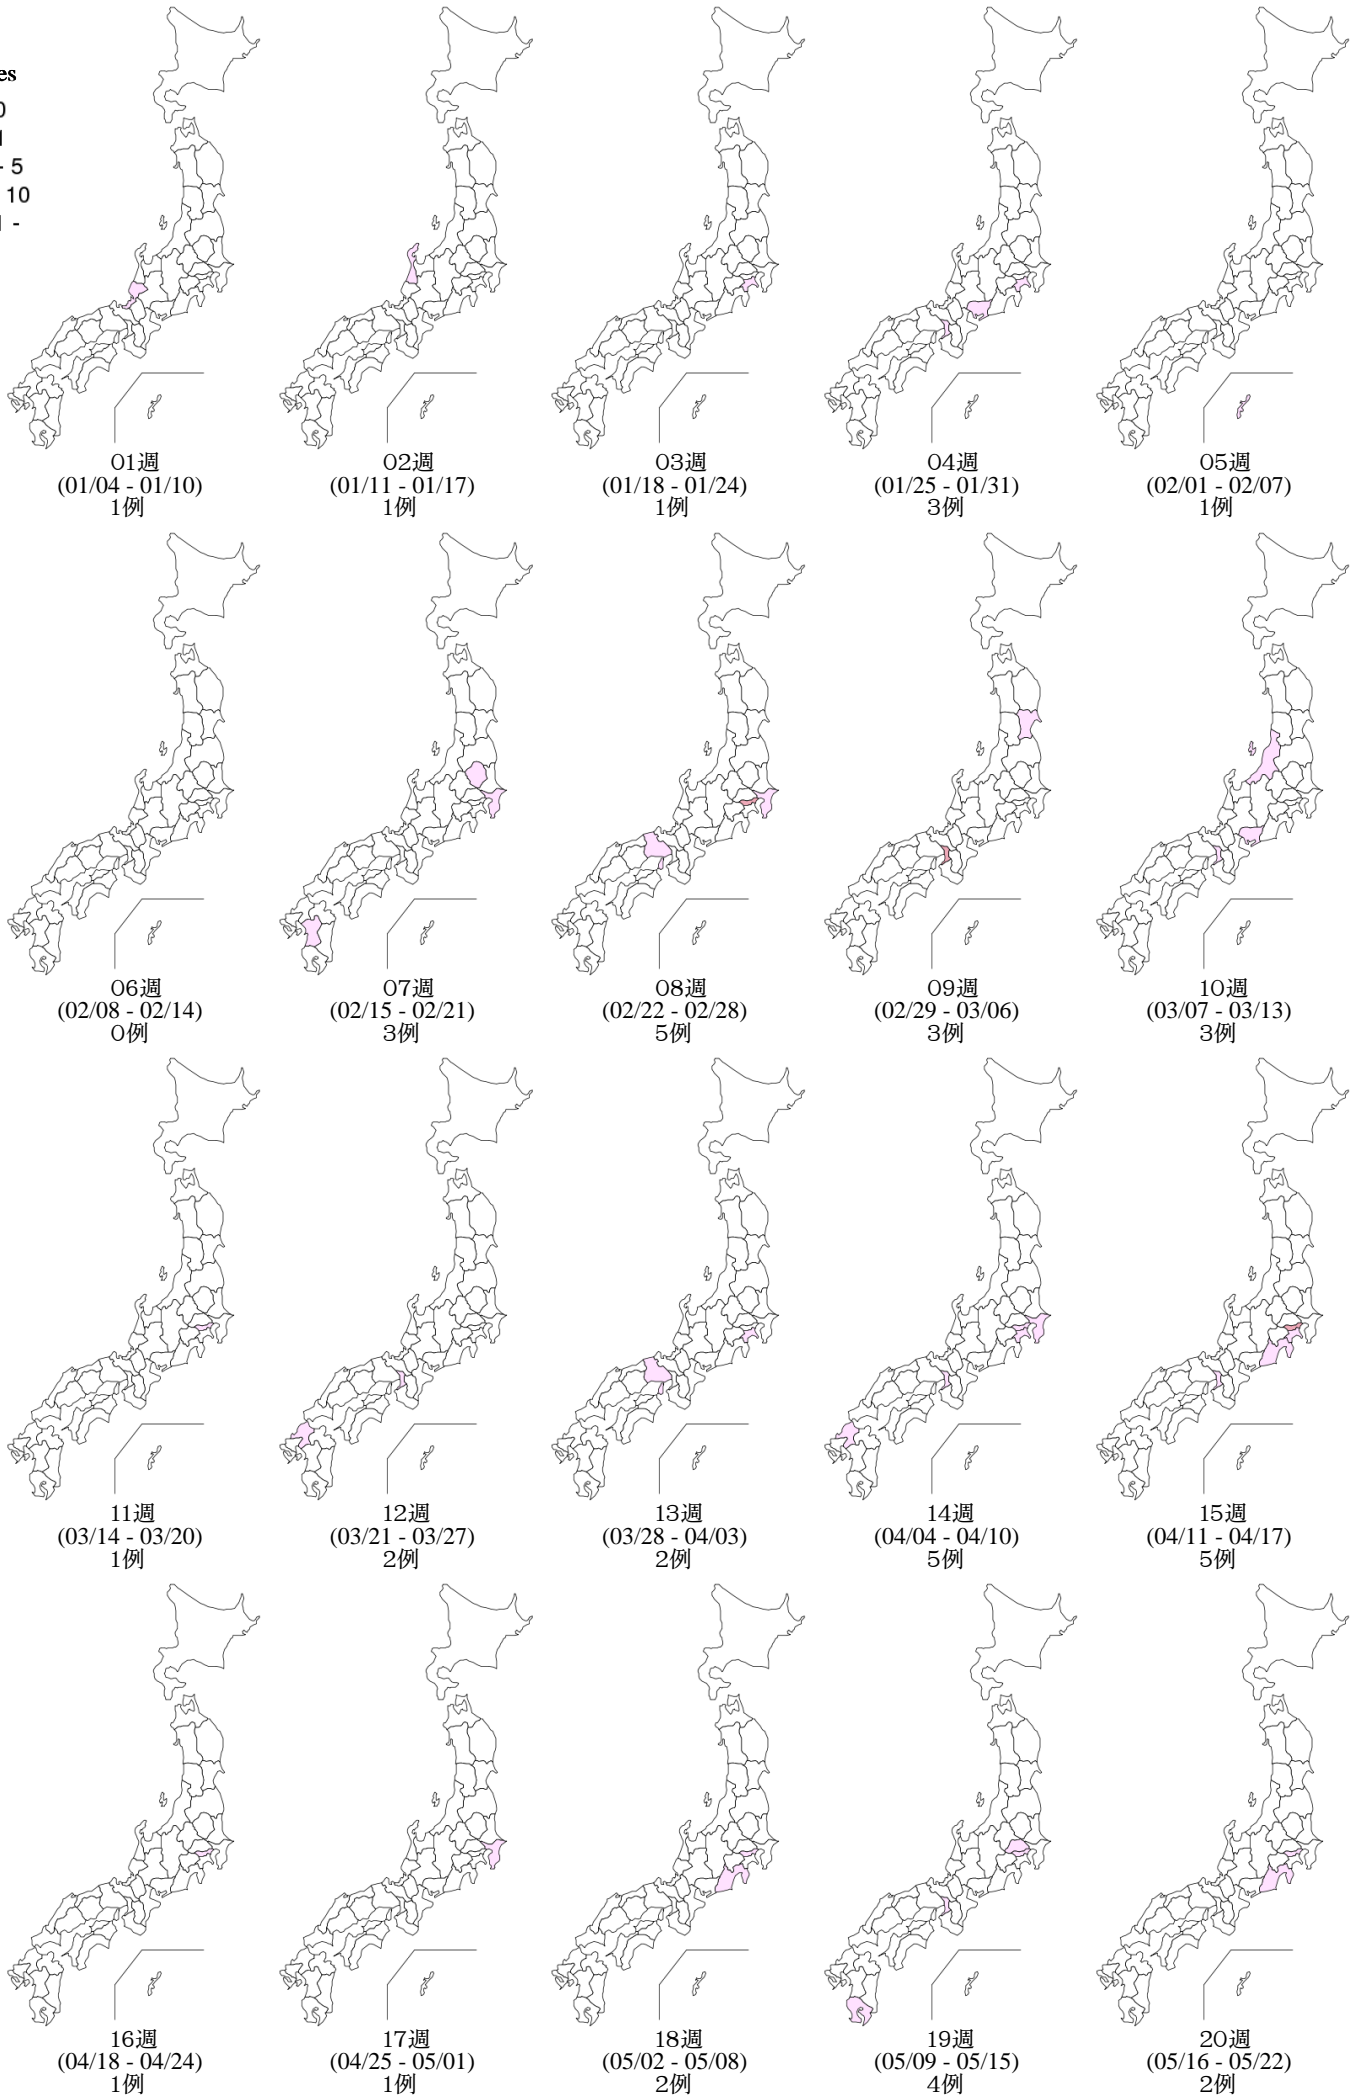 es
0
1
- 5
10
1 -
01週
(01/04 - 01/10)
1例
02週
(01/11 - 01/17)
1例
03週
(01/18 - 01/24)
1例
04週
(01/25 - 01/31)
3例
05週
(02/01 - 02/07)
1例
06週
(02/08 - 02/14)
0例
07週
(02/15 - 02/21)
3例
08週
(02/22 - 02/28)
5例
09週
(02/29 - 03/06)
3例
10週
(03/07 - 03/13)
3例
11週
(03/14 - 03/20)
1例
12週
(03/21 - 03/27)
2例
13週
(03/28 - 04/03)
2例
14週
(04/04 - 04/10)
5例
15週
(04/11 - 04/17)
5例
16週
(04/18 - 04/24)
1例
17週
(04/25 - 05/01)
1例
18週
(05/02 - 05/08)
2例
19週
(05/09 - 05/15)
4例
20週
(05/16 - 05/22)
2例